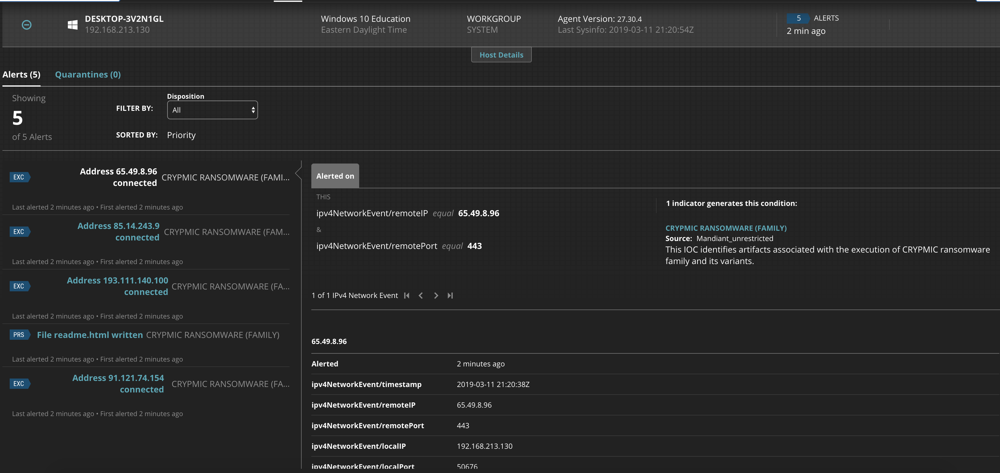 DESKTOP-3V2N1GL
192.168.213.130
Windows 10 Education
Eastern Daylight Time
WORKGROUP
SYSTEM
Agent Version: 27.30.4
Last Sysinfo: 2019-03-11 21:20:54Z
5 ALERTS
2 min ago
Host Details
Alerts (5) Quarantines (0)
Showing
5
of 5 Alerts
FILTER BY:
Disposition
All
SORTED BY: Priority
EXC
Address 65.49.8.96
connected
CRYPMIC RANSOMWARE (FAMI...
Last alerted 2 minutes ago • First alerted 2 minutes ago
EXC
Address 85.14.243.9
connected
CRYPMIC RANSOMWARE (FAM...
Last alerted 2 minutes ago • First alerted 2 minutes ago
EXC
Address 193.111.140.100
connected
CRYPMIC RANSOMWARE (FA...
Last alerted 2 minutes ago • First alerted 2 minutes ago
PRS File readme.html written CRYPMIC RANSOMWARE (FAMILY)
Last alerted 2 minutes ago • First alerted 2 minutes ago
EXC
Address 91.121.74.154
connected
CRYPMIC RANSOMWARE (FA...
Last alerted 2 minutes ago • First alerted 2 minutes ago
Alerted on
THIS
ipv4NetworkEvent/remoteIP equal 65.49.8.96
&
ipv4NetworkEvent/remotePort equal 443
1 indicator generates this condition:
CRYPMIC RANSOMWARE (FAMILY)
Source: Mandiant_unrestricted
This IOC identifies artifacts associated with the execution of CRYPMIC ransomware
family and its variants.
1 of 1 IPv4 Network Event
65.49.8.96
Alerted 2 minutes ago
ipv4NetworkEvent/timestamp 2019-03-11 21:20:38Z
ipv4NetworkEvent/remoteIP 65.49.8.96
ipv4NetworkEvent/remotePort 443
ipv4NetworkEvent/localIP 192.168.213.130
ipv4NetworkEvent/localPort 50676